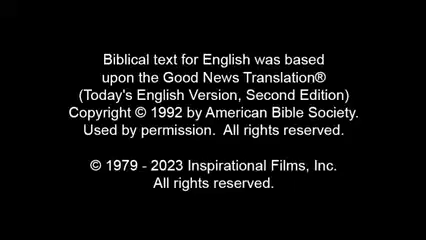 Biblical text for English was based
upon the Good News Translation®
(Today's English Version, Second Edition)
Copyright © 1992 by American Bible Society.
Used by permission.  All rights reserved.
© 1979 - 2023 Inspirational Films, Inc.
All rights reserved.